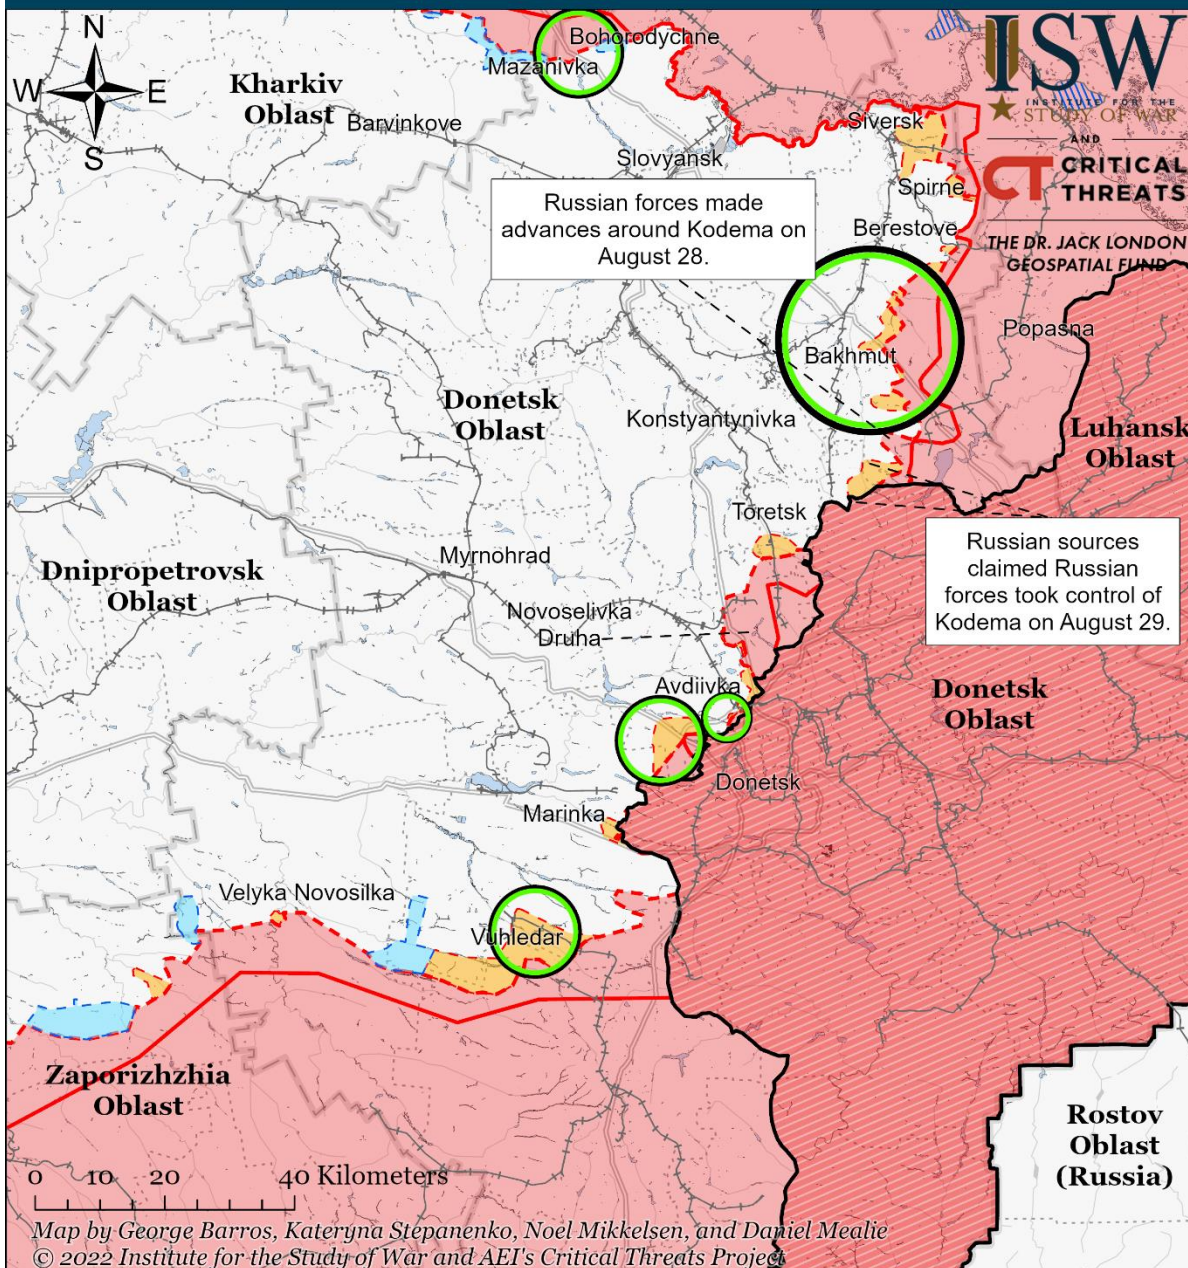 N
W
E
S
Kharkiv
Oblast
Barvinkove
Bohorodychne
Mazanivka
Slovyansk
Siversk
Spirne
Berestove
ISW
INSTITUTE FOR THE
STUDY OF WAR
AND
CT CRITICAL
THREATS
THE DR. JACK LONDON
GEOSPATIAL FUND
Russian forces made
advances around Kodema on
August 28.
Popasna
Bakhmut
Donetsk
Oblast
Konstyantynivka
Luhansk
Oblast
Toretsk
Russian sources
claimed Russian
forces took control of
Kodema on August 29.
Myrnohrad
Dnipropetrovsk
Oblast
Novoselivka
Druha
Avdiivka
Donetsk
Oblast
Donetsk
Marinka
Velyka Novosilka
Vuhledar
Zaporizhzhia
Oblast
Rostov
Oblast
(Russia)
0 10 20 40 Kilometers
Map by George Barros, Kateryna Stepanenko, Noel Mikkelsen, and Daniel Mealie
© 2022 Institute for the Study of War and AEI's Critical Threats Project